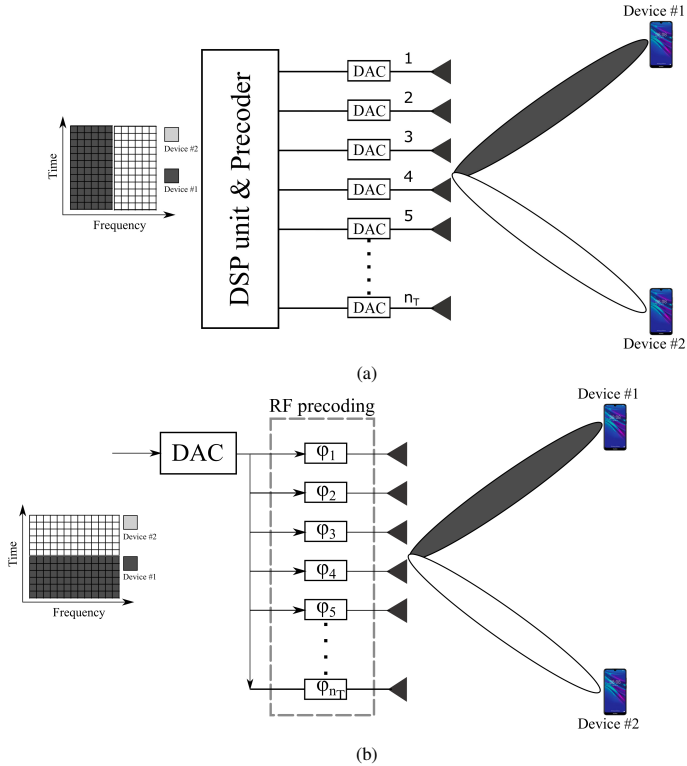 Device #1
1
DAC
2
DAC
3
DAC
4
DAC
5
DAC
n_T
DAC
DSP unit & Precoder
Time
Frequency
Device #2
Device #1
Device #2
(a)
Device #1
RF precoding
DAC
φ1
φ2
φ3
φ4
φ5
φn_T
Time
Frequency
Device #2
Device #1
Device #2
(b)